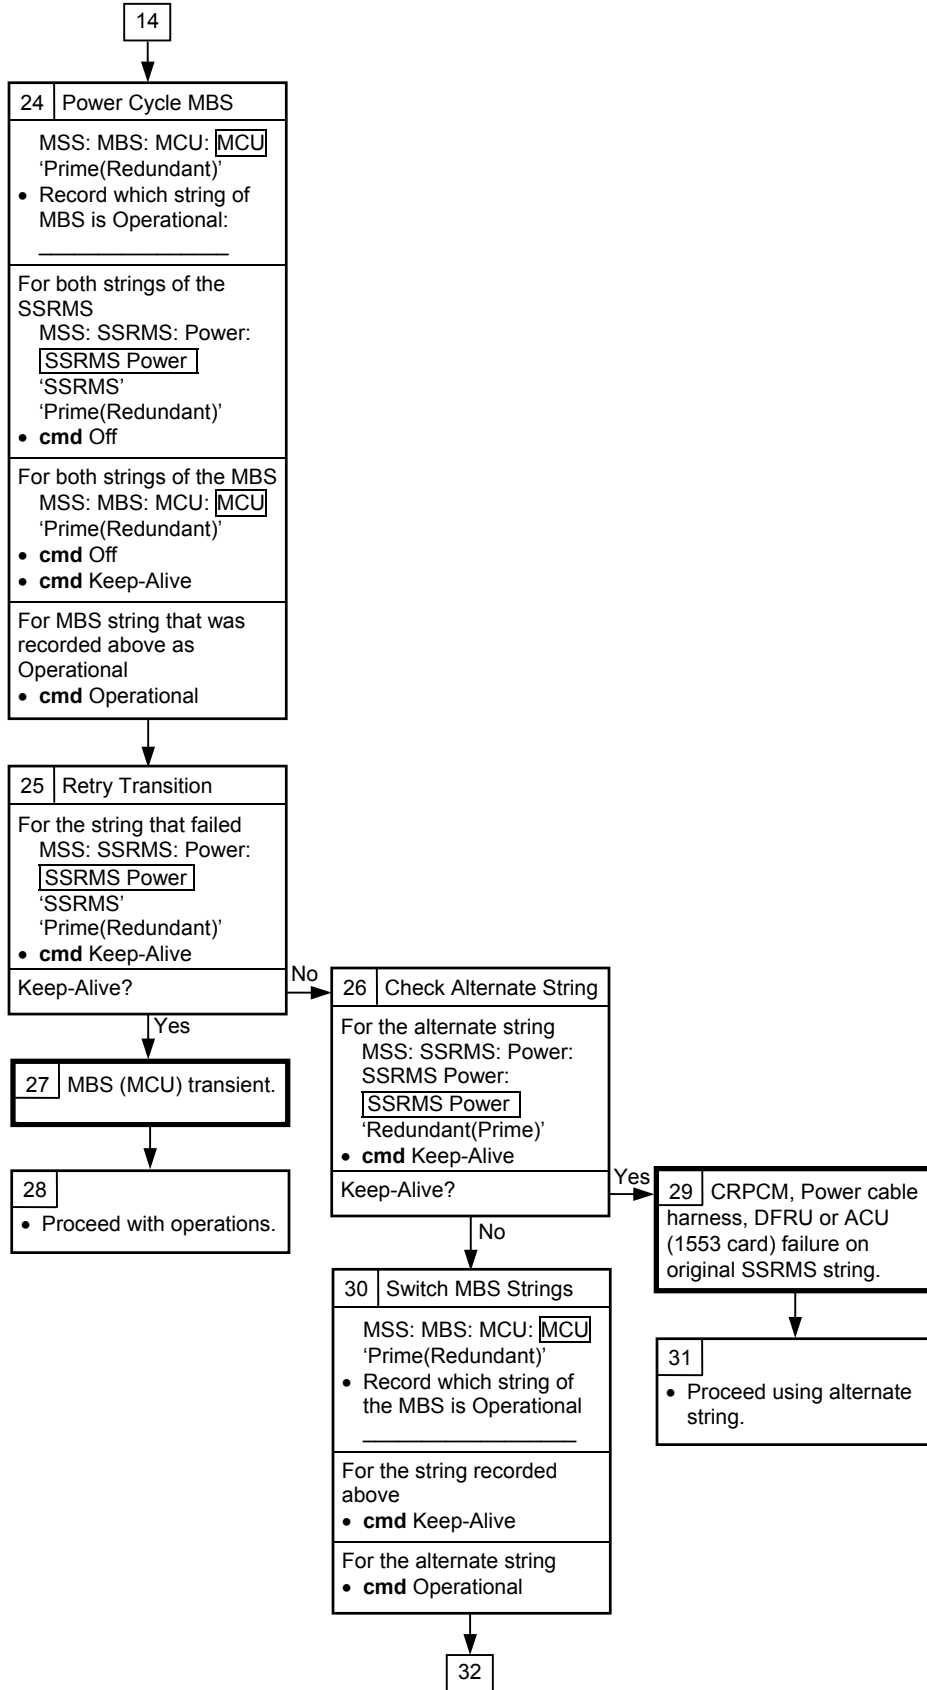 14
24 Power Cycle MBS
MSS: MBS: MCU: MCU
‘Prime(Redundant)’
• Record which string of
MBS is Operational:
________________
For both strings of the
SSRMS
MSS: SSRMS: Power:
SSRMS Power
‘SSRMS’
‘Prime(Redundant)’
• cmd Off
For both strings of the MBS
MSS: MBS: MCU: MCU
‘Prime(Redundant)’
• cmd Off
• cmd Keep-Alive
For MBS string that was
recorded above as
Operational
• cmd Operational
25 Retry Transition
For the string that failed
MSS: SSRMS: Power:
SSRMS Power
‘SSRMS’
‘Prime(Redundant)’
• cmd Keep-Alive
Keep-Alive?
No
Yes
26 Check Alternate String
For the alternate string
MSS: SSRMS: Power:
SSRMS Power:
SSRMS Power
‘Redundant(Prime)’
• cmd Keep-Alive
Keep-Alive?
Yes
No
27 MBS (MCU) transient.
28
• Proceed with operations.
29 CRPCM, Power cable
harness, DFRU or ACU
(1553 card) failure on
original SSRMS string.
30 Switch MBS Strings
MSS: MBS: MCU: MCU
‘Prime(Redundant)’
• Record which string of
the MBS is Operational
__________________
For the string recorded
above
• cmd Keep-Alive
For the alternate string
• cmd Operational
31
• Proceed using alternate
string.
32